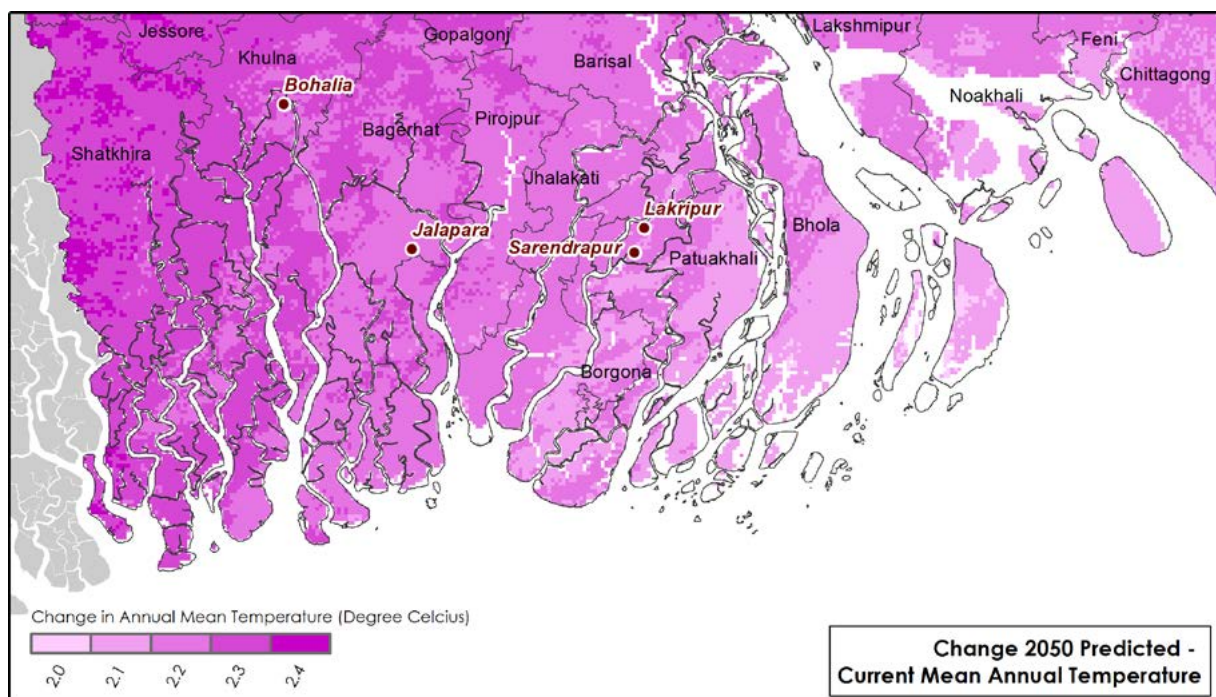 Jessore
Gopalgonj
Lakshmipur
Feni
Khulna
Barisal
Chittagong
Bohalia
Noakhali
Pirojpur
Bagerhat
Shatkhira
Jhalakati
Lakripur
Bhola
Jalapara
Sarendrapur
Patuakhali
Borgona
Change in Annual Mean Temperature (Degree Celcius)
2.0 2.1 2.2 2.3 2.4
Change 2050 Predicted -
Current Mean Annual Temperature